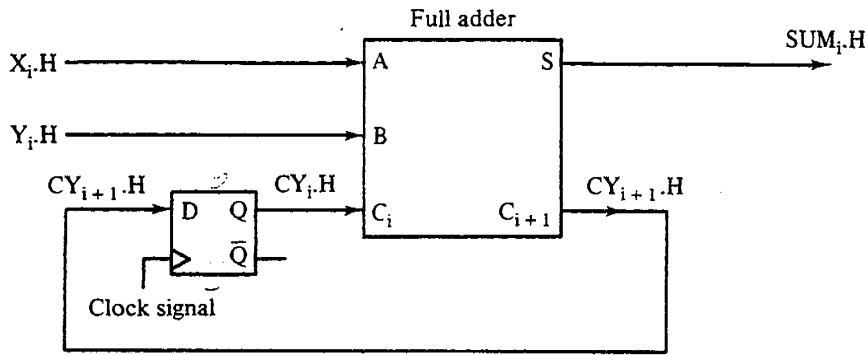 Full adder
SUMᵢ.H
Xᵢ.H
A
S
Yᵢ.H
B
CYᵢ₊₁.H
CYᵢ.H
CYᵢ₊₁.H
D
Q
Cᵢ
Cᵢ₊₁
Q̅
Clock signal